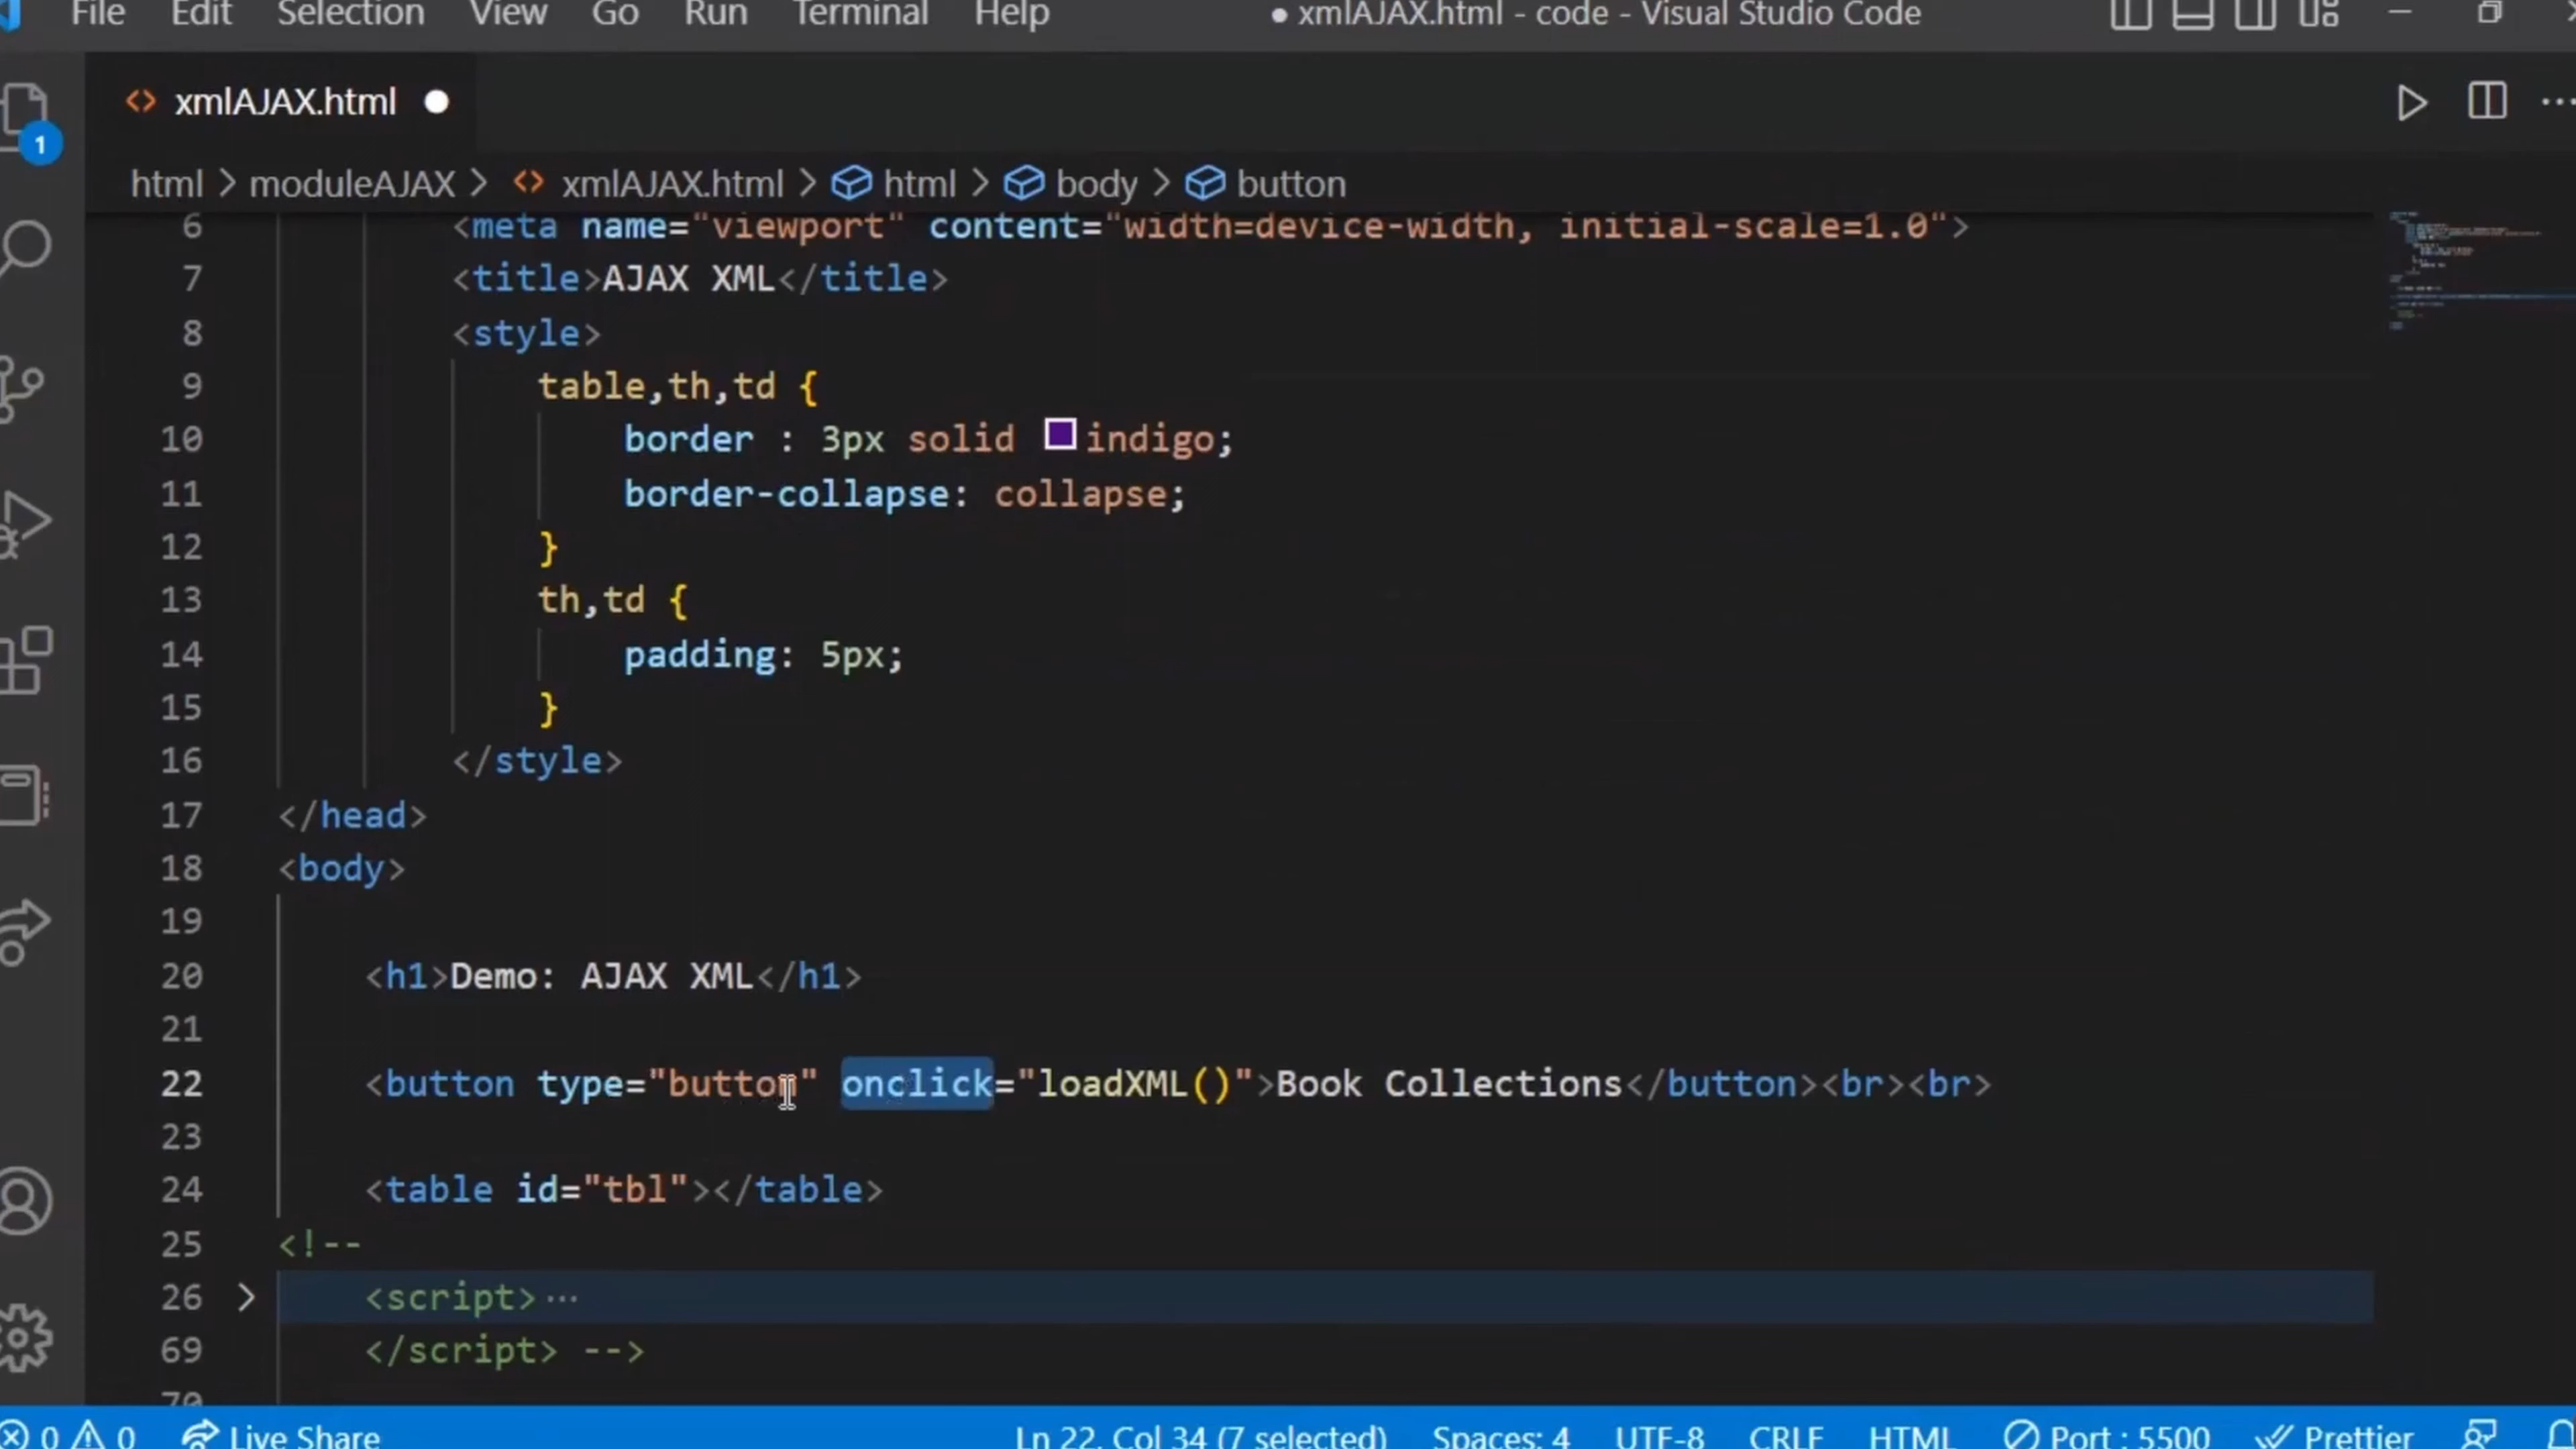 File Edit Selection View Go Run Terminal Help ● xmlAJAX.html - code - Visual Studio Code
<> xmlAJAX.html ●
1
html > moduleAJAX > <> xmlAJAX.html > html > body > button
6 <meta name="viewport" content="width=device-width, initial-scale=1.0">
7 <title>AJAX XML</title>
8 <style>
9 table,th,td {
10 border : 3px solid indigo;
11 border-collapse: collapse;
12 }
13 th,td {
14 padding: 5px;
15 }
16 </style>
17 </head>
18 <body>
19
20 <h1>Demo: AJAX XML</h1>
21
22 <button type="button" onclick="loadXML()">Book Collections</button><br><br>
23
24 <table id="tbl"></table>
25 <!--
26 > <script>···
69 </script> -->
70
0 0 Live Share Ln 22, Col 34 (7 selected) Spaces: 4 UTF-8 CRLF HTML Port : 5500 Prettier